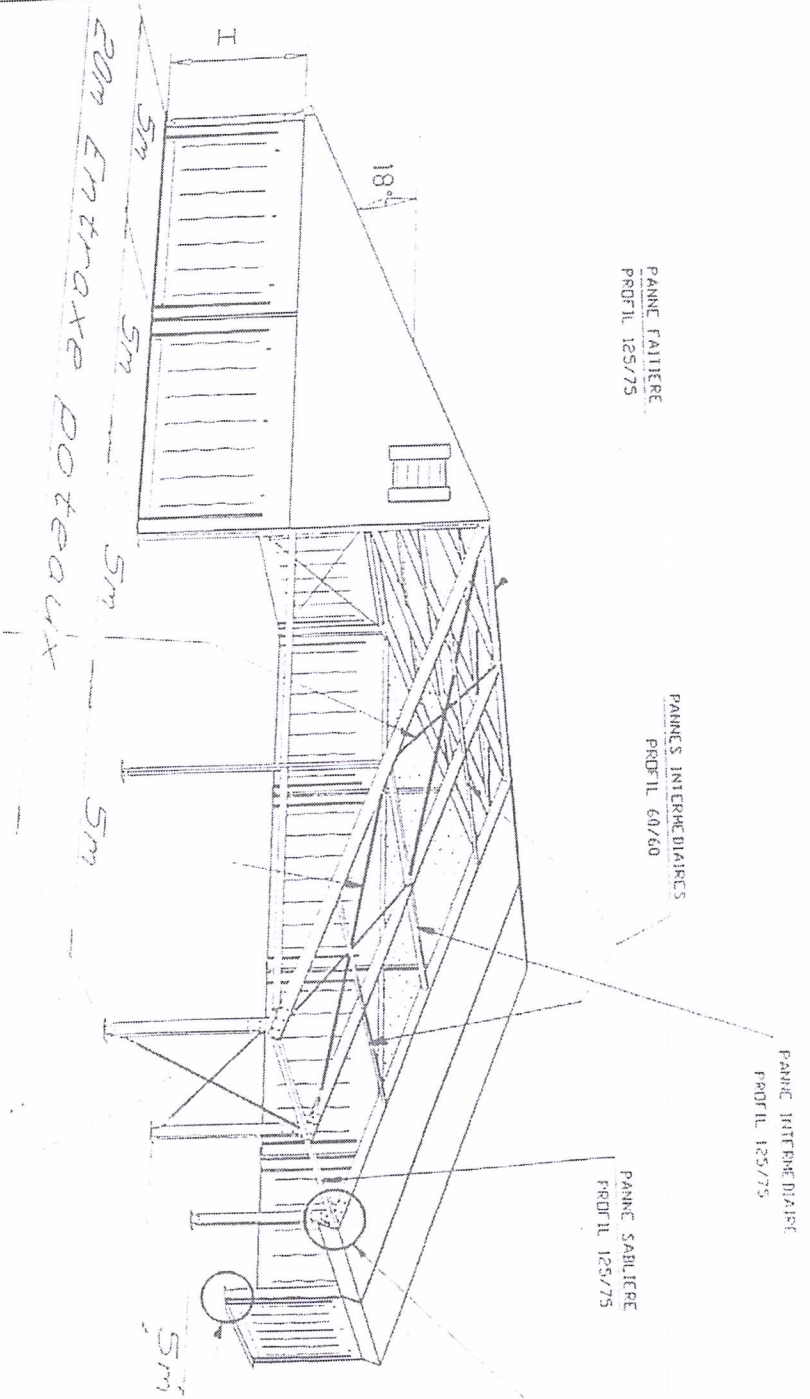 PANNE FAITIERE
PROFIL 125/75
PANNES INTERMEDIAIRES
PROFIL 60/60
PANNE INTERMEDIAIRE
PROFIL 125/75
PANNE SABLIERE
PROFIL 125/75
18°
H
5m
5m
5m
5m
5m
20m Entraxe poteaux